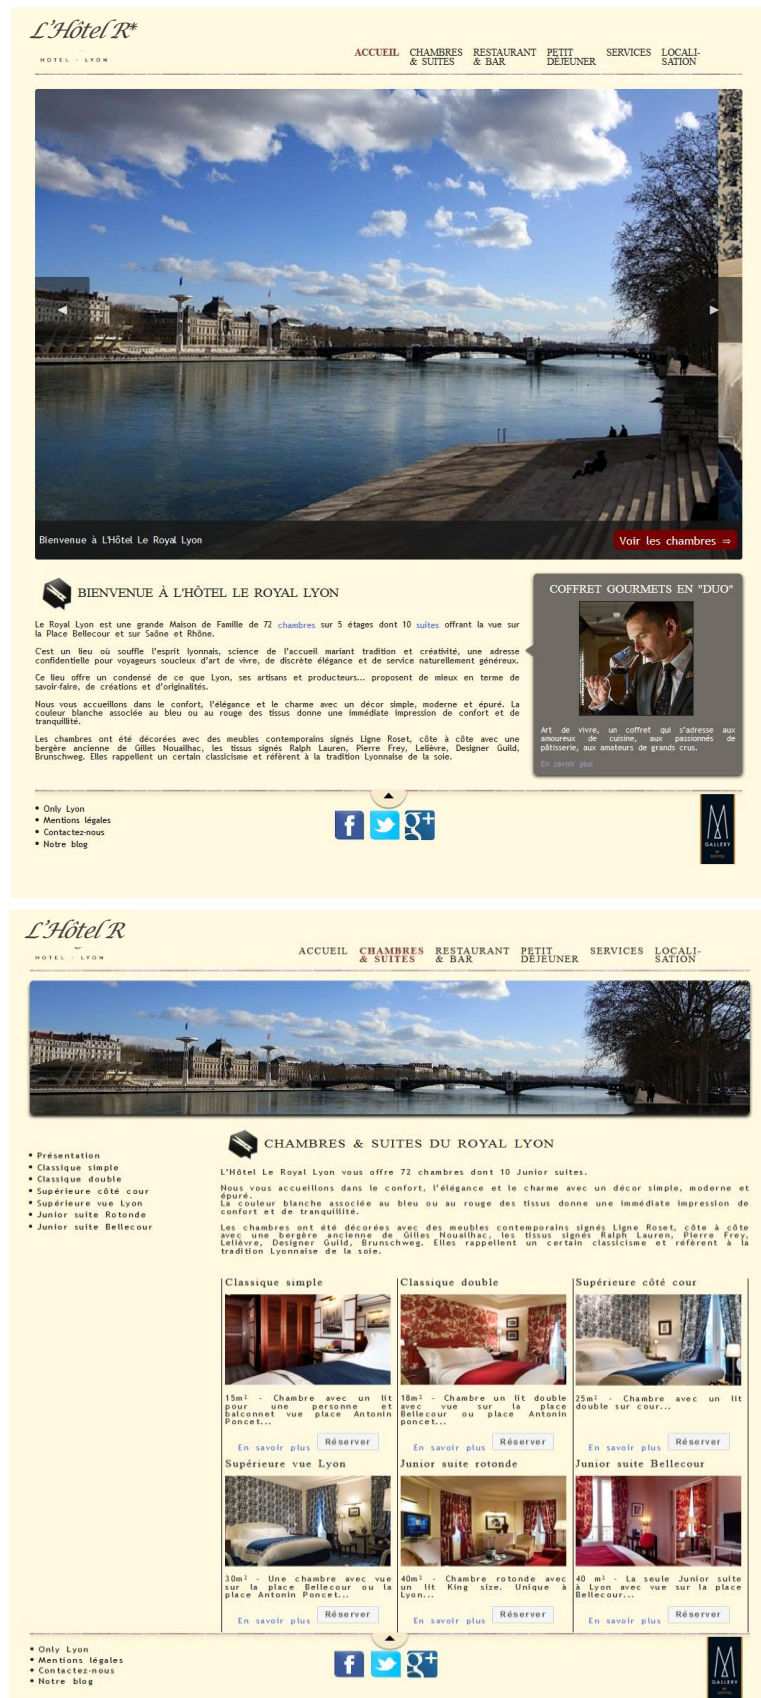 L'Hôtel R*
HOTEL - LYON
ACCUEIL
CHAMBRES
& SUITES
RESTAURANT
& BAR
PETIT
DÉJEUNER
SERVICES
LOCALI-
SATION
Bienvenue à L'Hôtel Le Royal Lyon
Voir les chambres ⇒
BIENVENUE À L'HÔTEL LE ROYAL LYON
Le Royal Lyon est une grande Maison de Famille de 72 chambres sur 5 étages dont 10 suites offrant la vue sur
la Place Bellecour et sur Saône et Rhône.
C'est un lieu où souffle l'esprit lyonnais, science de l'accueil mariant tradition et créativité, une adresse
confidentielle pour voyageurs soucieux d'art de vivre, de discrète élégance et de service naturellement généreux.
Ce lieu offre un condensé de ce que Lyon, ses artisans et producteurs... proposent de mieux en terme de
savoir-faire, de créations et d'originalités.
Nous vous accueillons dans le confort, l'élégance et le charme avec un décor simple, moderne et épuré. La
couleur blanche associée au bleu ou au rouge des tissus donne une immédiate impression de confort et de
tranquillité.
Les chambres ont été décorées avec des meubles contemporains signés Ligne Roset, côte à côte avec une
bergère ancienne de Gilles Nouailhac, les tissus signés Ralph Lauren, Pierre Frey, Lelièvre, Designer Guild,
Brunschweg. Elles rappellent un certain classicisme et réfèrent à la tradition Lyonnaise de la soie.
COFFRET GOURMETS EN "DUO"
Art de vivre, un coffret qui s'adresse aux
amoureux de cuisine, aux passionnés de
pâtisserie, aux amateurs de grands crus.
En savoir plus
Only Lyon
Mentions légales
Contactez-nous
Notre blog
f
g+
M
GALLERY
BY
SOFITEL
L'Hôtel R
HOTEL - LYON
ACCUEIL
CHAMBRES
& SUITES
RESTAURANT
& BAR
PETIT
DÉJEUNER
SERVICES
LOCALI-
SATION
Présentation
Classique simple
Classique double
Supérieure côté cour
Supérieure vue Lyon
Junior suite Rotonde
Junior suite Bellecour
CHAMBRES & SUITES DU ROYAL LYON
L'Hôtel Le Royal Lyon vous offre 72 chambres dont 10 Junior suites.
Nous vous accueillons dans le confort, l'élégance et le charme avec un décor simple, moderne et
épuré.
La couleur blanche associée au bleu ou au rouge des tissus donne une immédiate impression de
confort et de tranquillité.
Les chambres ont été décorées avec des meubles contemporains signés Ligne Roset, côte à côte
avec une bergère ancienne de Gilles Nouailhac, les tissus signés Ralph Lauren, Pierre Frey,
Lelièvre, Designer Guild, Brunschweg. Elles rappellent un certain classicisme et réfèrent à la
tradition Lyonnaise de la soie.
Classique simple
15m² - Chambre avec un lit
pour une personne et
balconnet vue place Antonin
Poncet...
En savoir plus
Réserver
Classique double
18m² - Chambre un lit double
avec vue sur la place
Bellecour ou place Antonin
poncet...
En savoir plus
Réserver
Supérieure côté cour
25m² - Chambre avec un lit
double sur cour...
En savoir plus
Réserver
Supérieure vue Lyon
30m² - Une chambre avec vue
sur la place Bellecour ou la
place Antonin Poncet...
En savoir plus
Réserver
Junior suite rotonde
40m² - Chambre rotonde avec
un lit King size. Unique à
Lyon...
En savoir plus
Réserver
Junior suite Bellecour
40 m² - La seule Junior suite
à Lyon avec vue sur la place
Bellecour...
En savoir plus
Réserver
Only Lyon
Mentions légales
Contactez-nous
Notre blog
f
g+
M
GALLERY
BY
SOFITEL